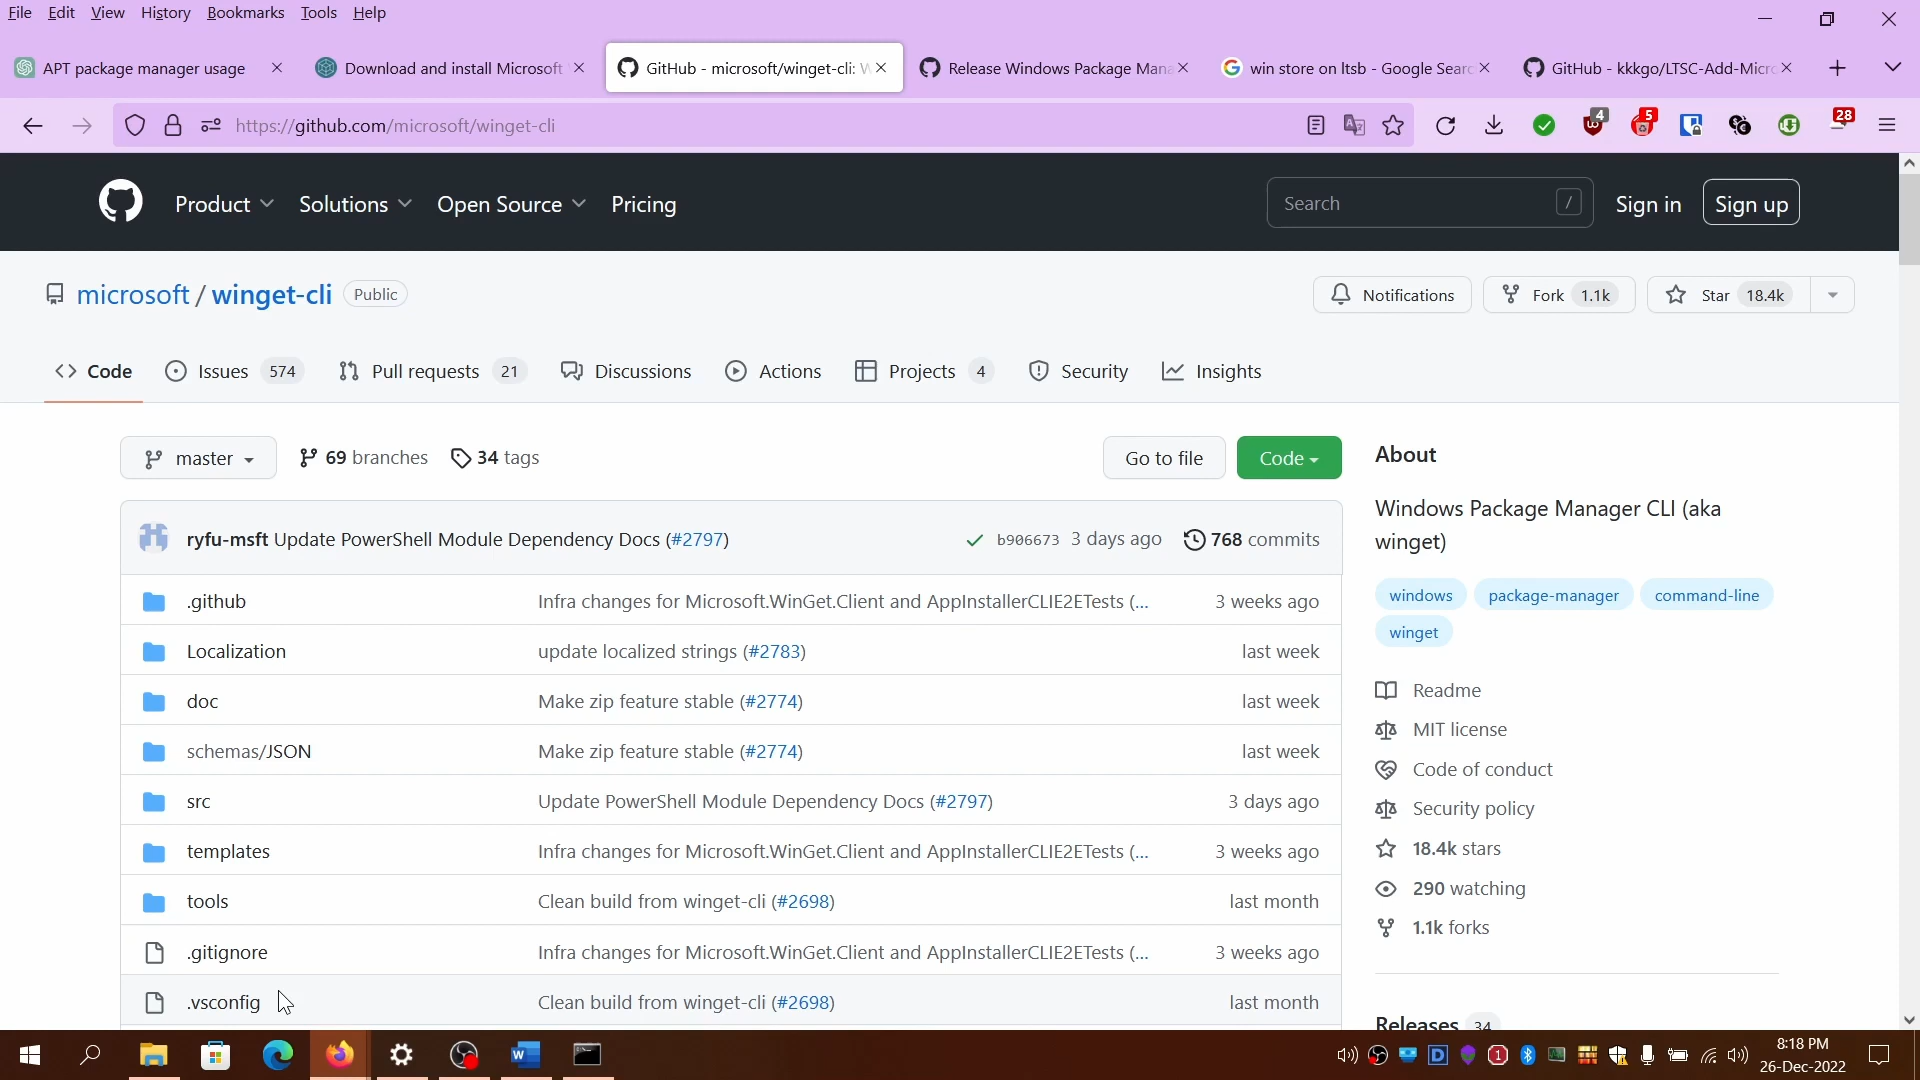 File Edit View History Bookmarks Tools Help
APT package manager usage
Download and install Microsoft
GitHub - microsoft/winget-cli: W
Release Windows Package Mana
win store on ltsb - Google Searc
GitHub - kkkgo/LTSC-Add-Micro
https://github.com/microsoft/winget-cli
4
5
28
Product Solutions Open Source Pricing
Search /
Sign in
Sign up
microsoft / winget-cli Public
Notifications
Fork 1.1k
Star 18.4k
Code
Issues 574
Pull requests 21
Discussions
Actions
Projects 4
Security
Insights
master
69 branches
34 tags
Go to file
Code
ryfu-msft Update PowerShell Module Dependency Docs (#2797) b906673 3 days ago 768 commits
.github Infra changes for Microsoft.WinGet.Client and AppInstallerCLIE2ETests (... 3 weeks ago
Localization update localized strings (#2783) last week
doc Make zip feature stable (#2774) last week
schemas/JSON Make zip feature stable (#2774) last week
src Update PowerShell Module Dependency Docs (#2797) 3 days ago
templates Infra changes for Microsoft.WinGet.Client and AppInstallerCLIE2ETests (... 3 weeks ago
tools Clean build from winget-cli (#2698) last month
.gitignore Infra changes for Microsoft.WinGet.Client and AppInstallerCLIE2ETests (... 3 weeks ago
.vsconfig Clean build from winget-cli (#2698) last month
About
Windows Package Manager CLI (aka
winget)
windows package-manager command-line
winget
Readme
MIT license
Code of conduct
Security policy
18.4k stars
290 watching
1.1k forks
Releases 34
8:18 PM
26-Dec-2022